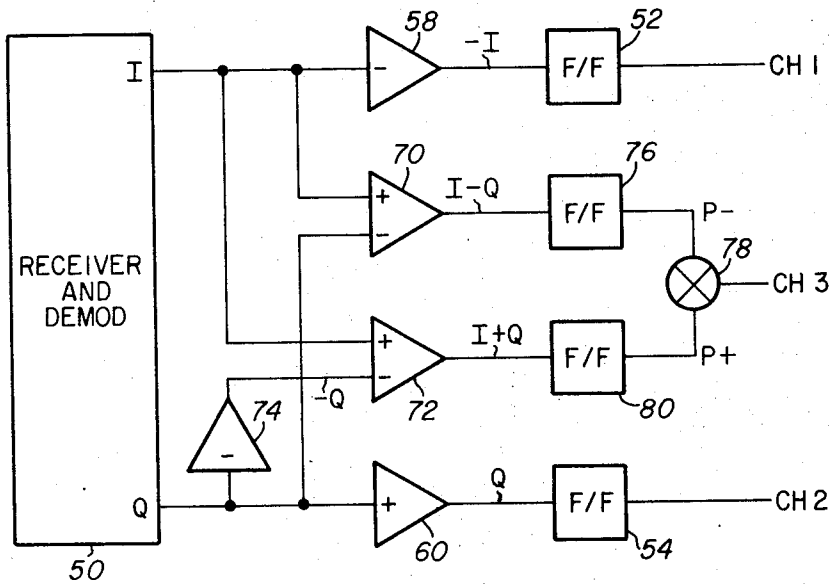 58
-I
52
I
-
F/F
CH 1
70
I-Q
76
+
-
F/F
P-
78
RECEIVER
AND
DEMOD
CH 3
+
-
I+Q
F/F
P+
-Q
72
80
74
-
Q
+
Q
F/F
CH 2
50
60
54